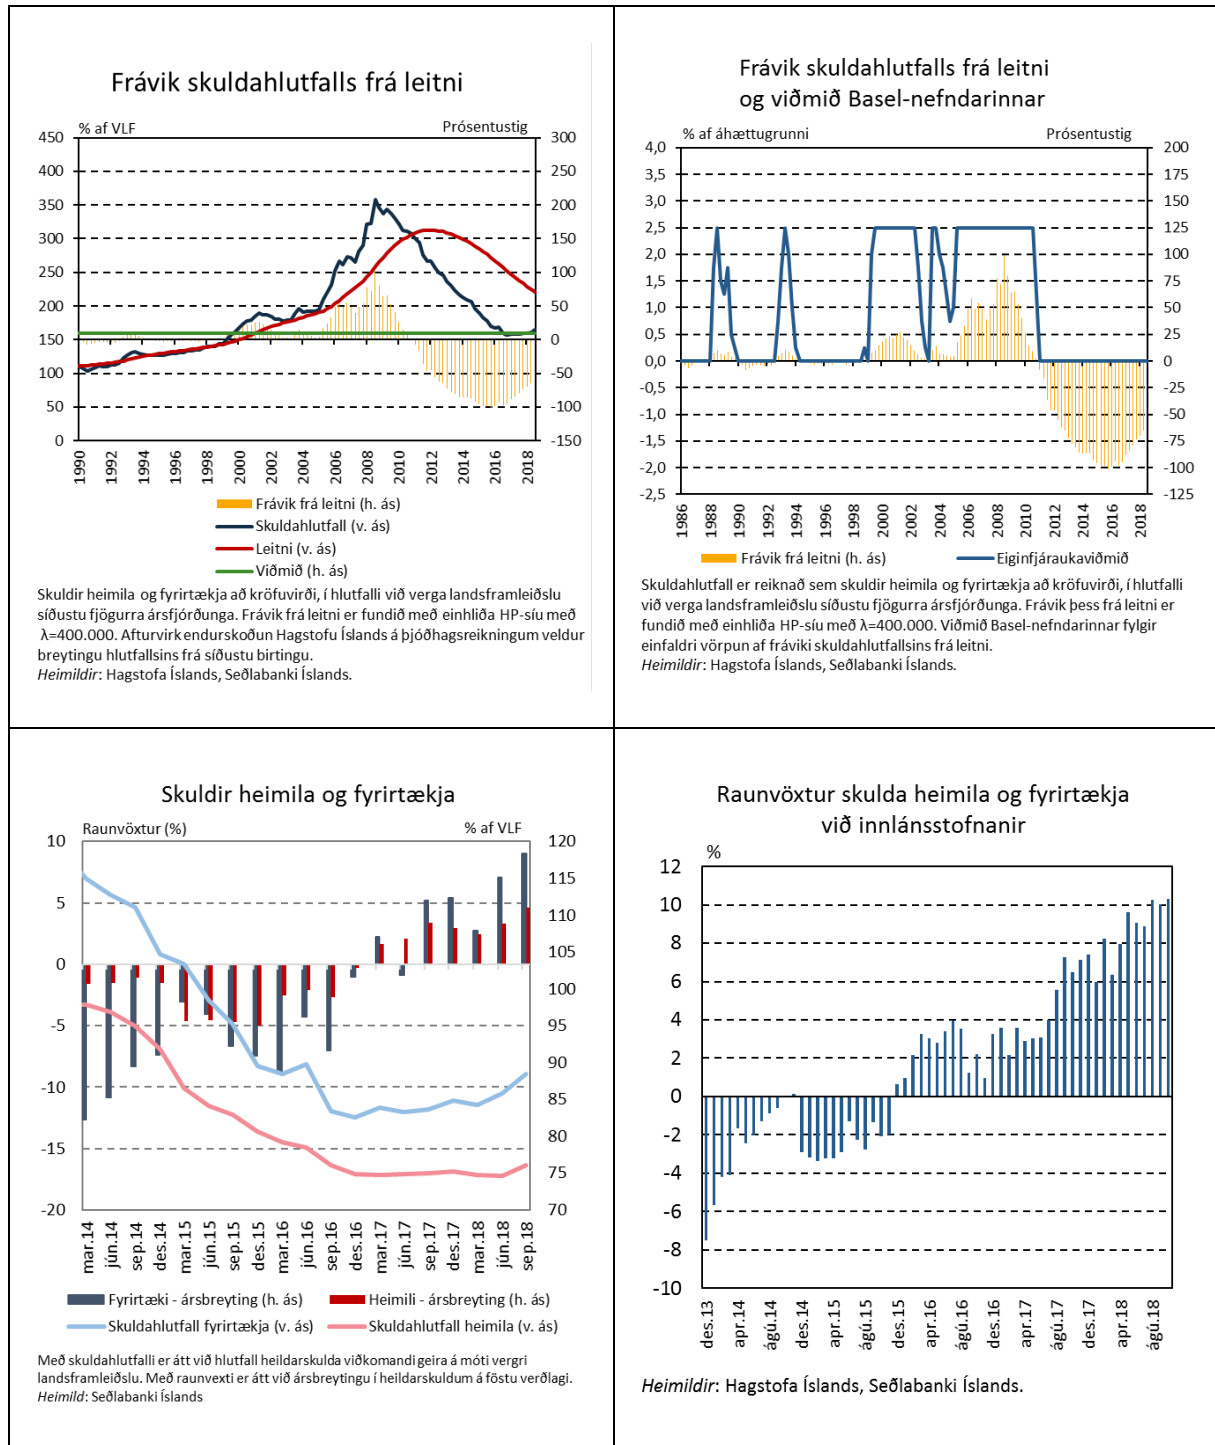 Frávik skuldahlutfalls frá leitni
% af VLF
Prósentustig
450
400
350
300
250
200
150
100
50
0
300
250
200
150
100
50
0
-50
-100
-150
1990
1992
1994
1996
1998
2000
2002
2004
2006
2008
2010
2012
2014
2016
2018
Frávik frá leitni (h. ás)
Skuldahlutfall (v. ás)
Leitni (v. ás)
Viðmið (h. ás)
Skuldir heimila og fyrirtækja að kröfuvirði, í hlutfalli við verga landsframleiðslu
síðustu fjögurra ársfjórðunga. Frávik frá leitni er fundið með einhliða HP-síu með
λ=400.000. Afturvirk endurskoðun Hagstofu Íslands á þjóðhagsreikningum veldur
breytingu hlutfallsins frá síðustu birtingu.
Heimildir: Hagstofa Íslands, Seðlabanki Íslands.
Frávik skuldahlutfalls frá leitni
og viðmið Basel-nefndarinnar
% af áhættugrunni
Prósentustig
4,0
3,5
3,0
2,5
2,0
1,5
1,0
0,5
0,0
-0,5
-1,0
-1,5
-2,0
-2,5
200
175
150
125
100
75
50
25
0
-25
-50
-75
-100
-125
1986
1988
1990
1992
1994
1996
1998
2000
2002
2004
2006
2008
2010
2012
2014
2016
2018
Frávik frá leitni (h. ás)
Eiginfjáraukaviðmið
Skuldahlutfall er reiknað sem skuldir heimila og fyrirtækja að kröfuvirði, í hlutfalli
við verga landsframleiðslu síðustu fjögurra ársfjórðunga. Frávik þess frá leitni er
fundið með einhliða HP-síu með λ=400.000. Viðmið Basel-nefndarinnar fylgir
einfaldri vörpun af fráviki skuldahlutfallsins frá leitni.
Heimildir: Hagstofa Íslands, Seðlabanki Íslands.
Skuldir heimila og fyrirtækja
Raunvöxtur (%)
% af VLF
10
5
0
-5
-10
-15
-20
120
115
110
105
100
95
90
85
80
75
70
mar.14
jún.14
sep.14
des.14
mar.15
jún.15
sep.15
des.15
mar.16
jún.16
sep.16
des.16
mar.17
jún.17
sep.17
des.17
mar.18
jún.18
sep.18
Fyrirtæki - ársbreyting (h. ás)
Heimili - ársbreyting (h. ás)
Skuldahlutfall fyrirtækja (v. ás)
Skuldahlutfall heimila (v. ás)
Með skuldahlutfalli er átt við hlutfall heildarskulda viðkomandi geira á móti vergri
landsframleiðslu. Með raunvexti er átt við ársbreytingu í heildarskuldum á föstu verðlagi.
Heimild: Seðlabanki Íslands
Raunvöxtur skulda heimila og fyrirtækja
við innlánsstofnanir
%
12
10
8
6
4
2
0
-2
-4
-6
-8
-10
des.13
apr.14
ágú.14
des.14
apr.15
ágú.15
des.15
apr.16
ágú.16
des.16
apr.17
ágú.17
des.17
apr.18
ágú.18
Heimildir: Hagstofa Íslands, Seðlabanki Íslands.